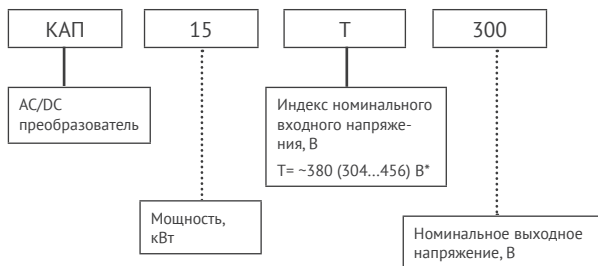 КАП 15 Т 300
AC/DC
преобразователь
Индекс номинального
входного напряже-
ния, В
Т= ~380 (304...456) В*
Мощность,
кВт
Номинальное выходное
напряжение, В